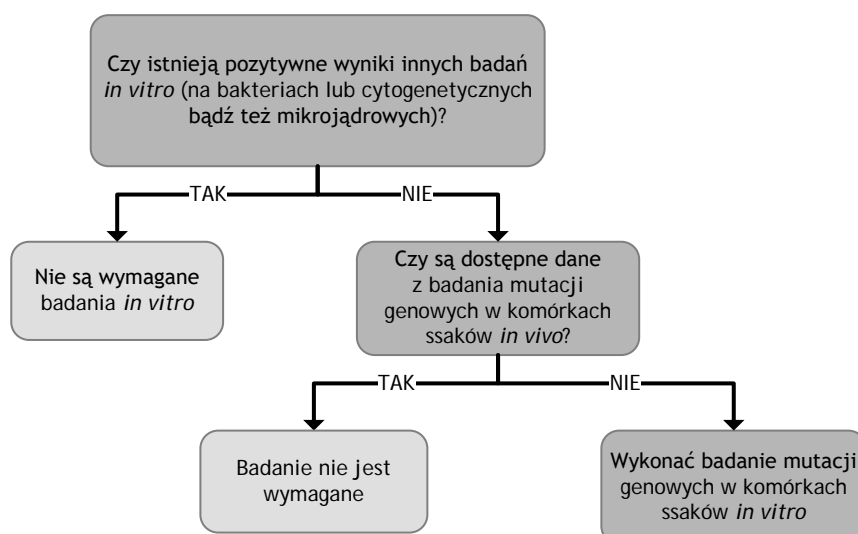 Czy istnieją pozytywne wyniki innych badań
in vitro (na bakteriach lub cytogenetycznych
bądź też mikrojądrowych)?
TAK
NIE
Nie są wymagane
badania in vitro
Czy są dostępne dane
z badania mutacji
genowych w komórkach
ssaków in vivo?
TAK
NIE
Badanie nie jest
wymagane
Wykonać badanie mutacji
genowych w komórkach
ssaków in vitro